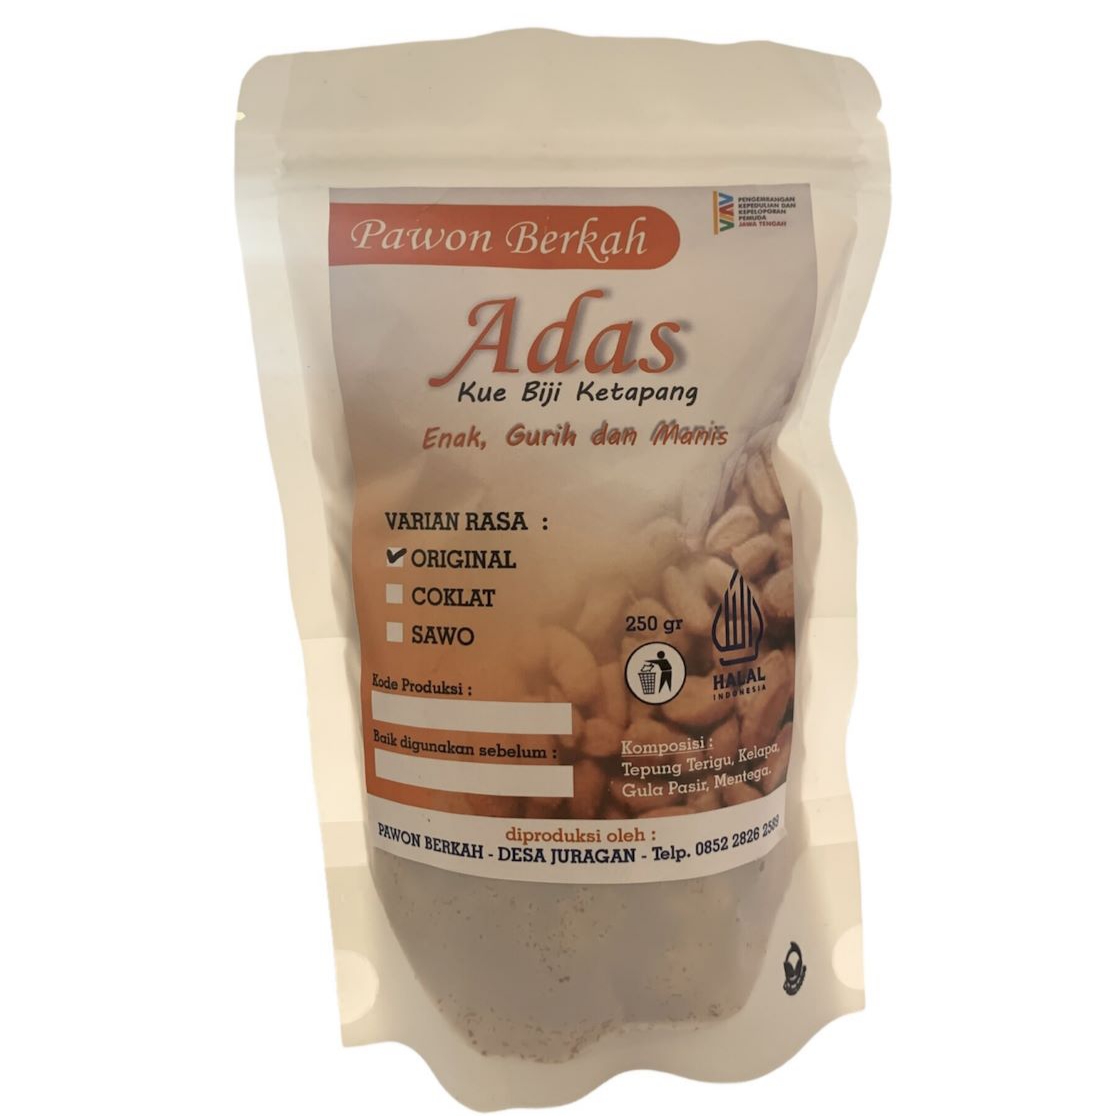 Pawon Berkah
PENGEMBANGAN
KEPEDULIAN DAN
KEPELOPORAN
PEMUDA
JAWA TENGAH
Adas
Kue Biji Ketapang
Enak, Gurih dan Manis
VARIAN RASA :
ORIGINAL
COKLAT
SAWO
250 gr
HALAL
INDONESIA
Kode Produksi :
Baik digunakan sebelum :
Komposisi :
Tepung Terigu, Kelapa,
Gula Pasir, Mentega.
diproduksi oleh :
PAWON BERKAH - DESA JURAGAN - Telp. 0852 2826 2589